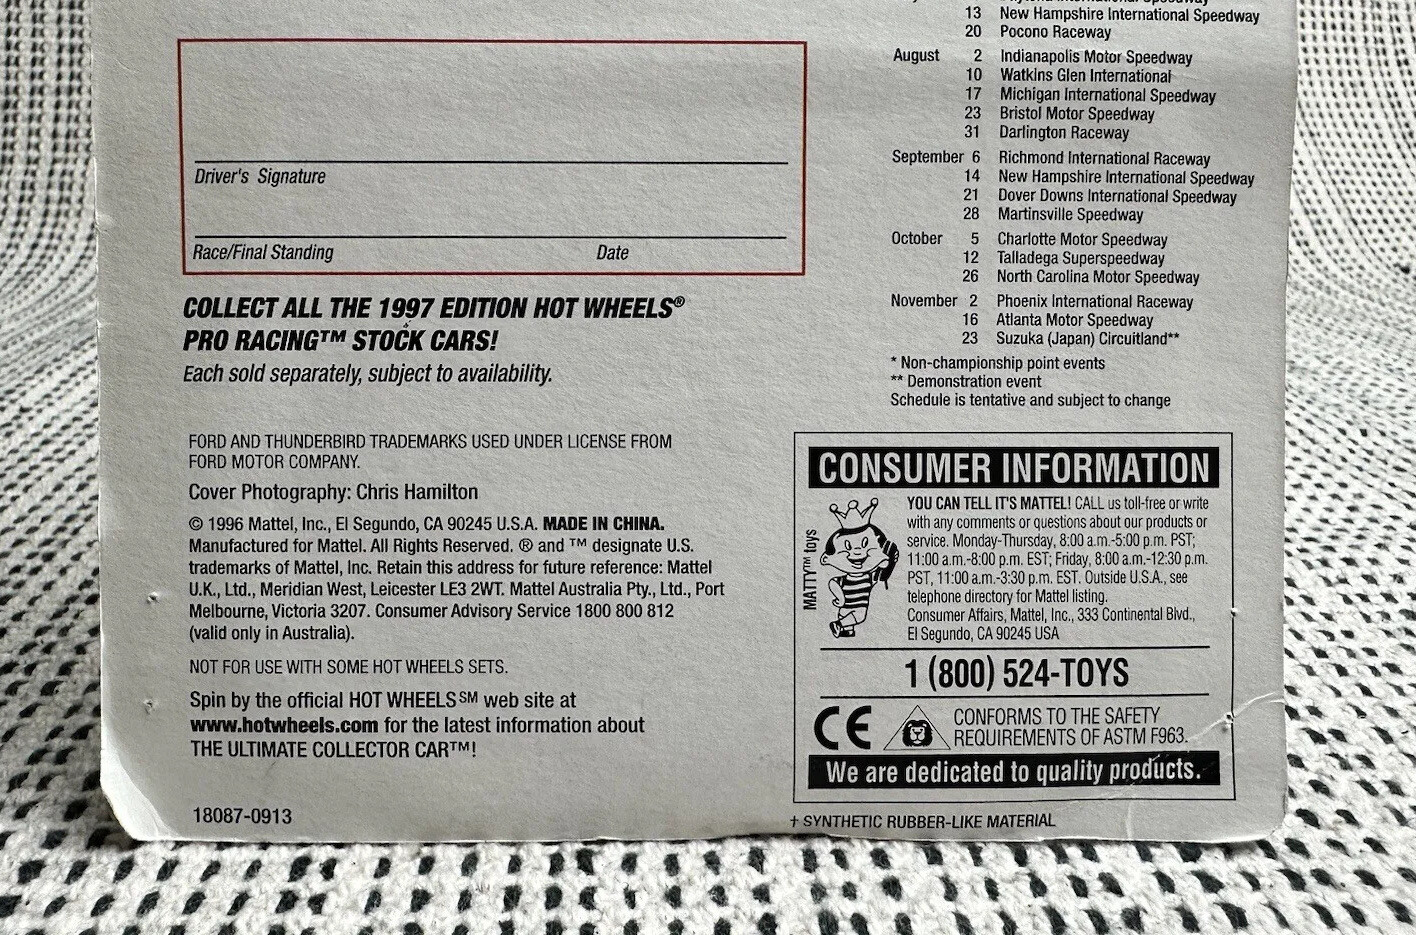 13 New Hampshire International Speedway
20 Pocono Raceway
August 2 Indianapolis Motor Speedway
10 Watkins Glen International
17 Michigan International Speedway
23 Bristol Motor Speedway
31 Darlington Raceway
September 6 Richmond International Raceway
14 New Hampshire International Speedway
21 Dover Downs International Speedway
28 Martinsville Speedway
October 5 Charlotte Motor Speedway
12 Talladega Superspeedway
26 North Carolina Motor Speedway
November 2 Phoenix International Raceway
16 Atlanta Motor Speedway
23 Suzuka (Japan) Circuitland**
* Non-championship point events
** Demonstration event
Schedule is tentative and subject to change
Driver's Signature
Race/Final Standing Date
COLLECT ALL THE 1997 EDITION HOT WHEELS®
PRO RACING™ STOCK CARS!
Each sold separately, subject to availability.
FORD AND THUNDERBIRD TRADEMARKS USED UNDER LICENSE FROM
FORD MOTOR COMPANY.
Cover Photography: Chris Hamilton
© 1996 Mattel, Inc., El Segundo, CA 90245 U.S.A. MADE IN CHINA.
Manufactured for Mattel. All Rights Reserved. ® and ™ designate U.S.
trademarks of Mattel, Inc. Retain this address for future reference: Mattel
U.K., Ltd., Meridian West, Leicester LE3 2WT. Mattel Australia Pty., Ltd., Port
Melbourne, Victoria 3207. Consumer Advisory Service 1800 800 812
(valid only in Australia).
NOT FOR USE WITH SOME HOT WHEELS SETS.
Spin by the official HOT WHEELS℠ web site at
www.hotwheels.com for the latest information about
THE ULTIMATE COLLECTOR CAR™!
18087-0913
CONSUMER INFORMATION
MATTY™ toys
YOU CAN TELL IT'S MATTEL! CALL us toll-free or write
with any comments or questions about our products or
service. Monday-Thursday, 8:00 a.m.-5:00 p.m. PST;
11:00 a.m.-8:00 p.m. EST; Friday, 8:00 a.m.-12:30 p.m.
PST, 11:00 a.m.-3:30 p.m. EST. Outside U.S.A., see
telephone directory for Mattel listing.
Consumer Affairs, Mattel, Inc., 333 Continental Blvd.,
El Segundo, CA 90245 USA
1 (800) 524-TOYS
CE CONFORMS TO THE SAFETY
REQUIREMENTS OF ASTM F963.
We are dedicated to quality products.
† SYNTHETIC RUBBER-LIKE MATERIAL